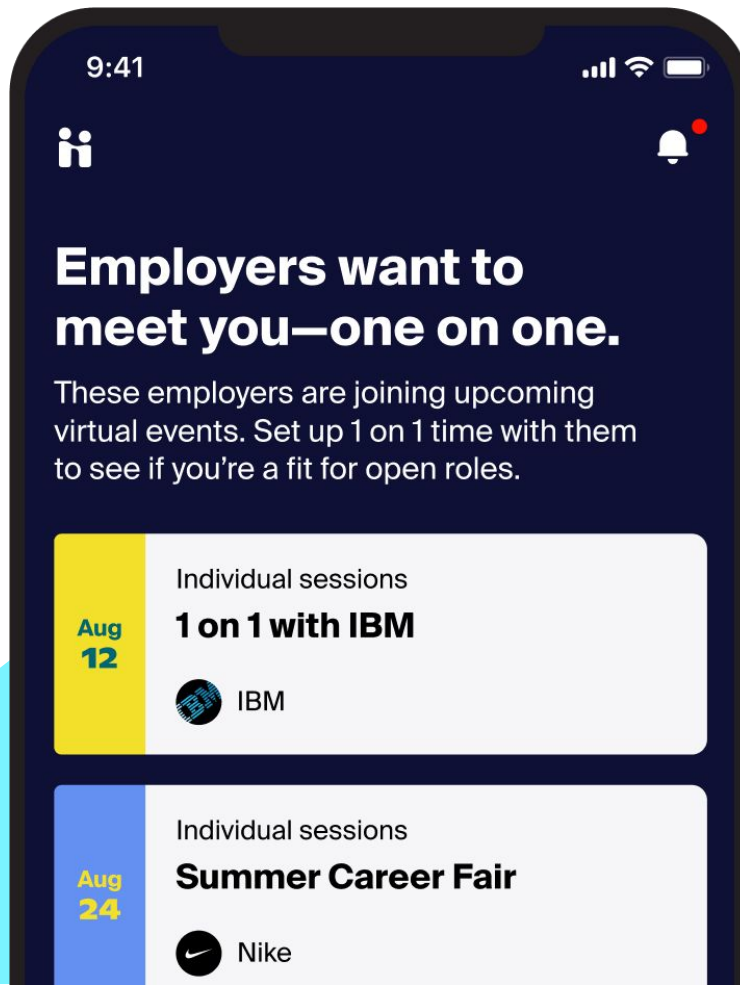 9:41
Employers want to
meet you—one on one.
These employers are joining upcoming
virtual events. Set up 1 on 1 time with them
to see if you’re a fit for open roles.
Aug
12
Individual sessions
1 on 1 with IBM
IBM
IBM
Aug
24
Individual sessions
Summer Career Fair
Nike